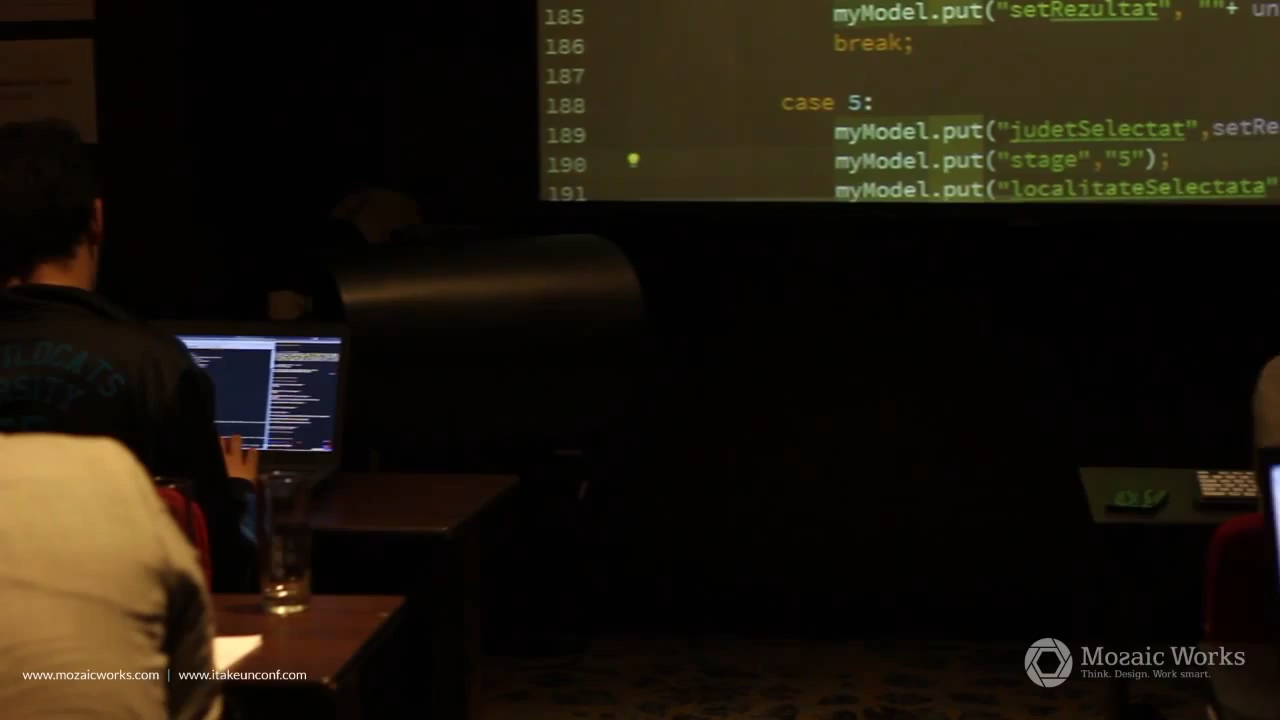 185 myModel.put("setRezultat", ""+ un
186 break;
187
188 case 5:
189 myModel.put("judetSelectat",setRe
190 myModel.put("stage","5");
191 myModel.put("localitateSelectata"
WILDCATS
www.mozaicworks.com | www.itakeunconf.com
Mozaic Works
Think. Design. Work smart.